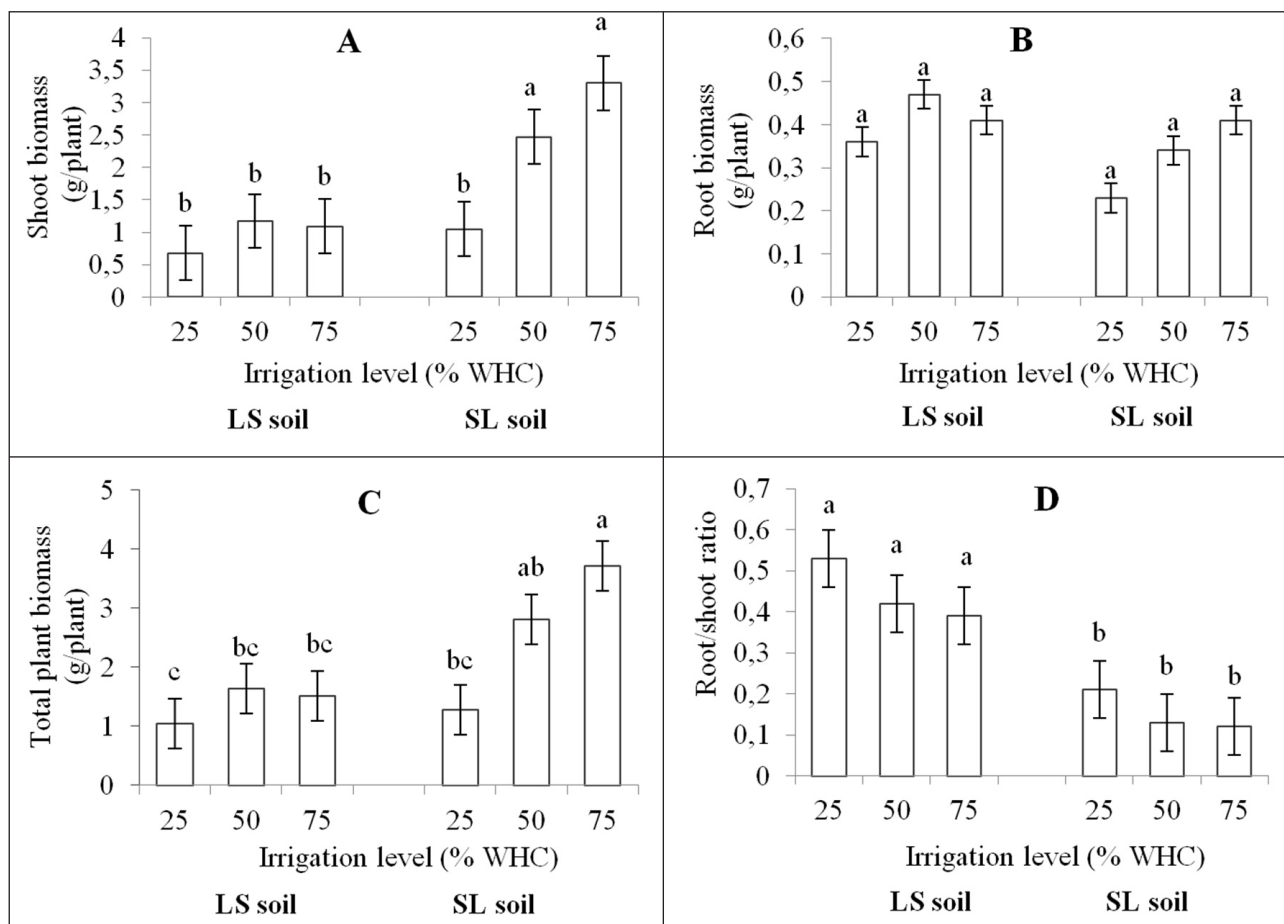 A
Shoot biomass
(g/plant)
4
3,5
3
2,5
2
1,5
1
0,5
0
b
b
b
b
a
a
25 50 75 25 50 75
Irrigation level (% WHC)
LS soil SL soil
B
Root biomass
(g/plant)
0,6
0,5
0,4
0,3
0,2
0,1
0
a
a
a
a
a
a
25 50 75 25 50 75
Irrigation level (% WHC)
LS soil SL soil
C
Total plant biomass
(g/plant)
5
4
3
2
1
0
c
bc
bc
bc
ab
a
25 50 75 25 50 75
Irrigation level (% WHC)
LS soil SL soil
D
Root/shoot ratio
0,7
0,6
0,5
0,4
0,3
0,2
0,1
0
a
a
a
b
b
b
25 50 75 25 50 75
Irrigation level (% WHC)
LS soil SL soil